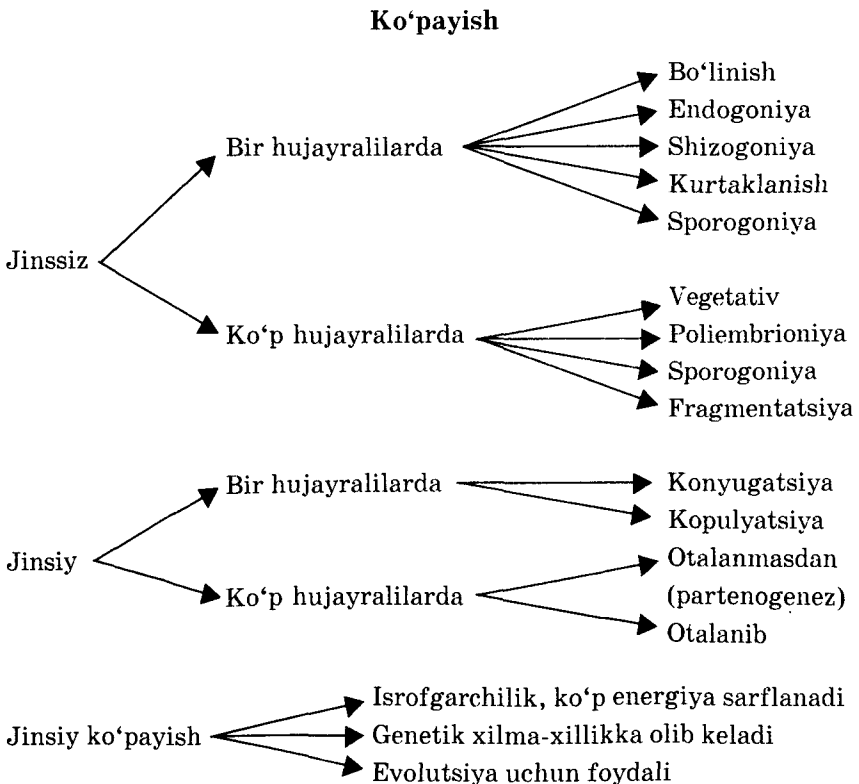 Ko‘payish
Bo‘linish
Endogoniya
Bir hujayralilarda
Shizogoniya
Kurtaklanish
Sporogoniya
Jinssiz
Vegetativ
Ko‘p hujayralilarda
Poliembrioniya
Sporogoniya
Fragmentatsiya
Bir hujayralilarda
Konyugatsiya
Kopulyatsiya
Jinsiy
Otalanmasdan
(partenogenez)
Ko‘p hujayralilarda
Otalanib
Isrofgarchilik, ko‘p energiya sarflanadi
Jinsiy ko‘payish
Genetik xilma-xillikka olib keladi
Evolutsiya uchun foydali